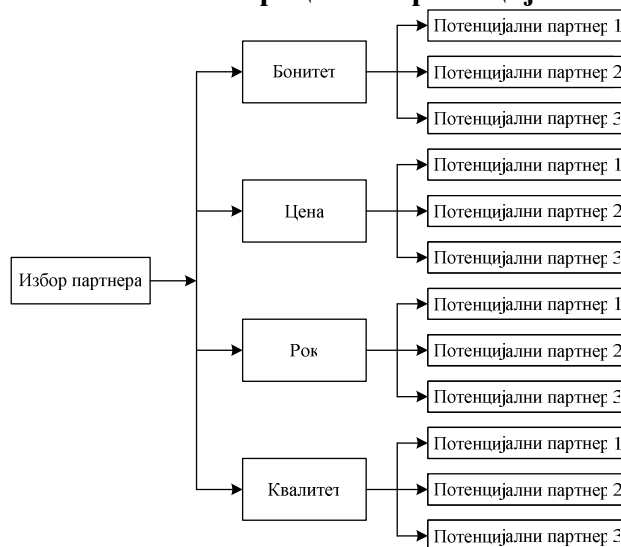 Потенцијални партнер 1
Бонитет
Потенцијални партнер 2
Потенцијални партнер 3
Потенцијални партнер 1
Цена
Потенцијални партнер 2
Потенцијални партнер 3
Избор партнера
Потенцијални партнер 1
Рок
Потенцијални партнер 2
Потенцијални партнер 3
Потенцијални партнер 1
Квалитет
Потенцијални партнер 2
Потенцијални партнер 3